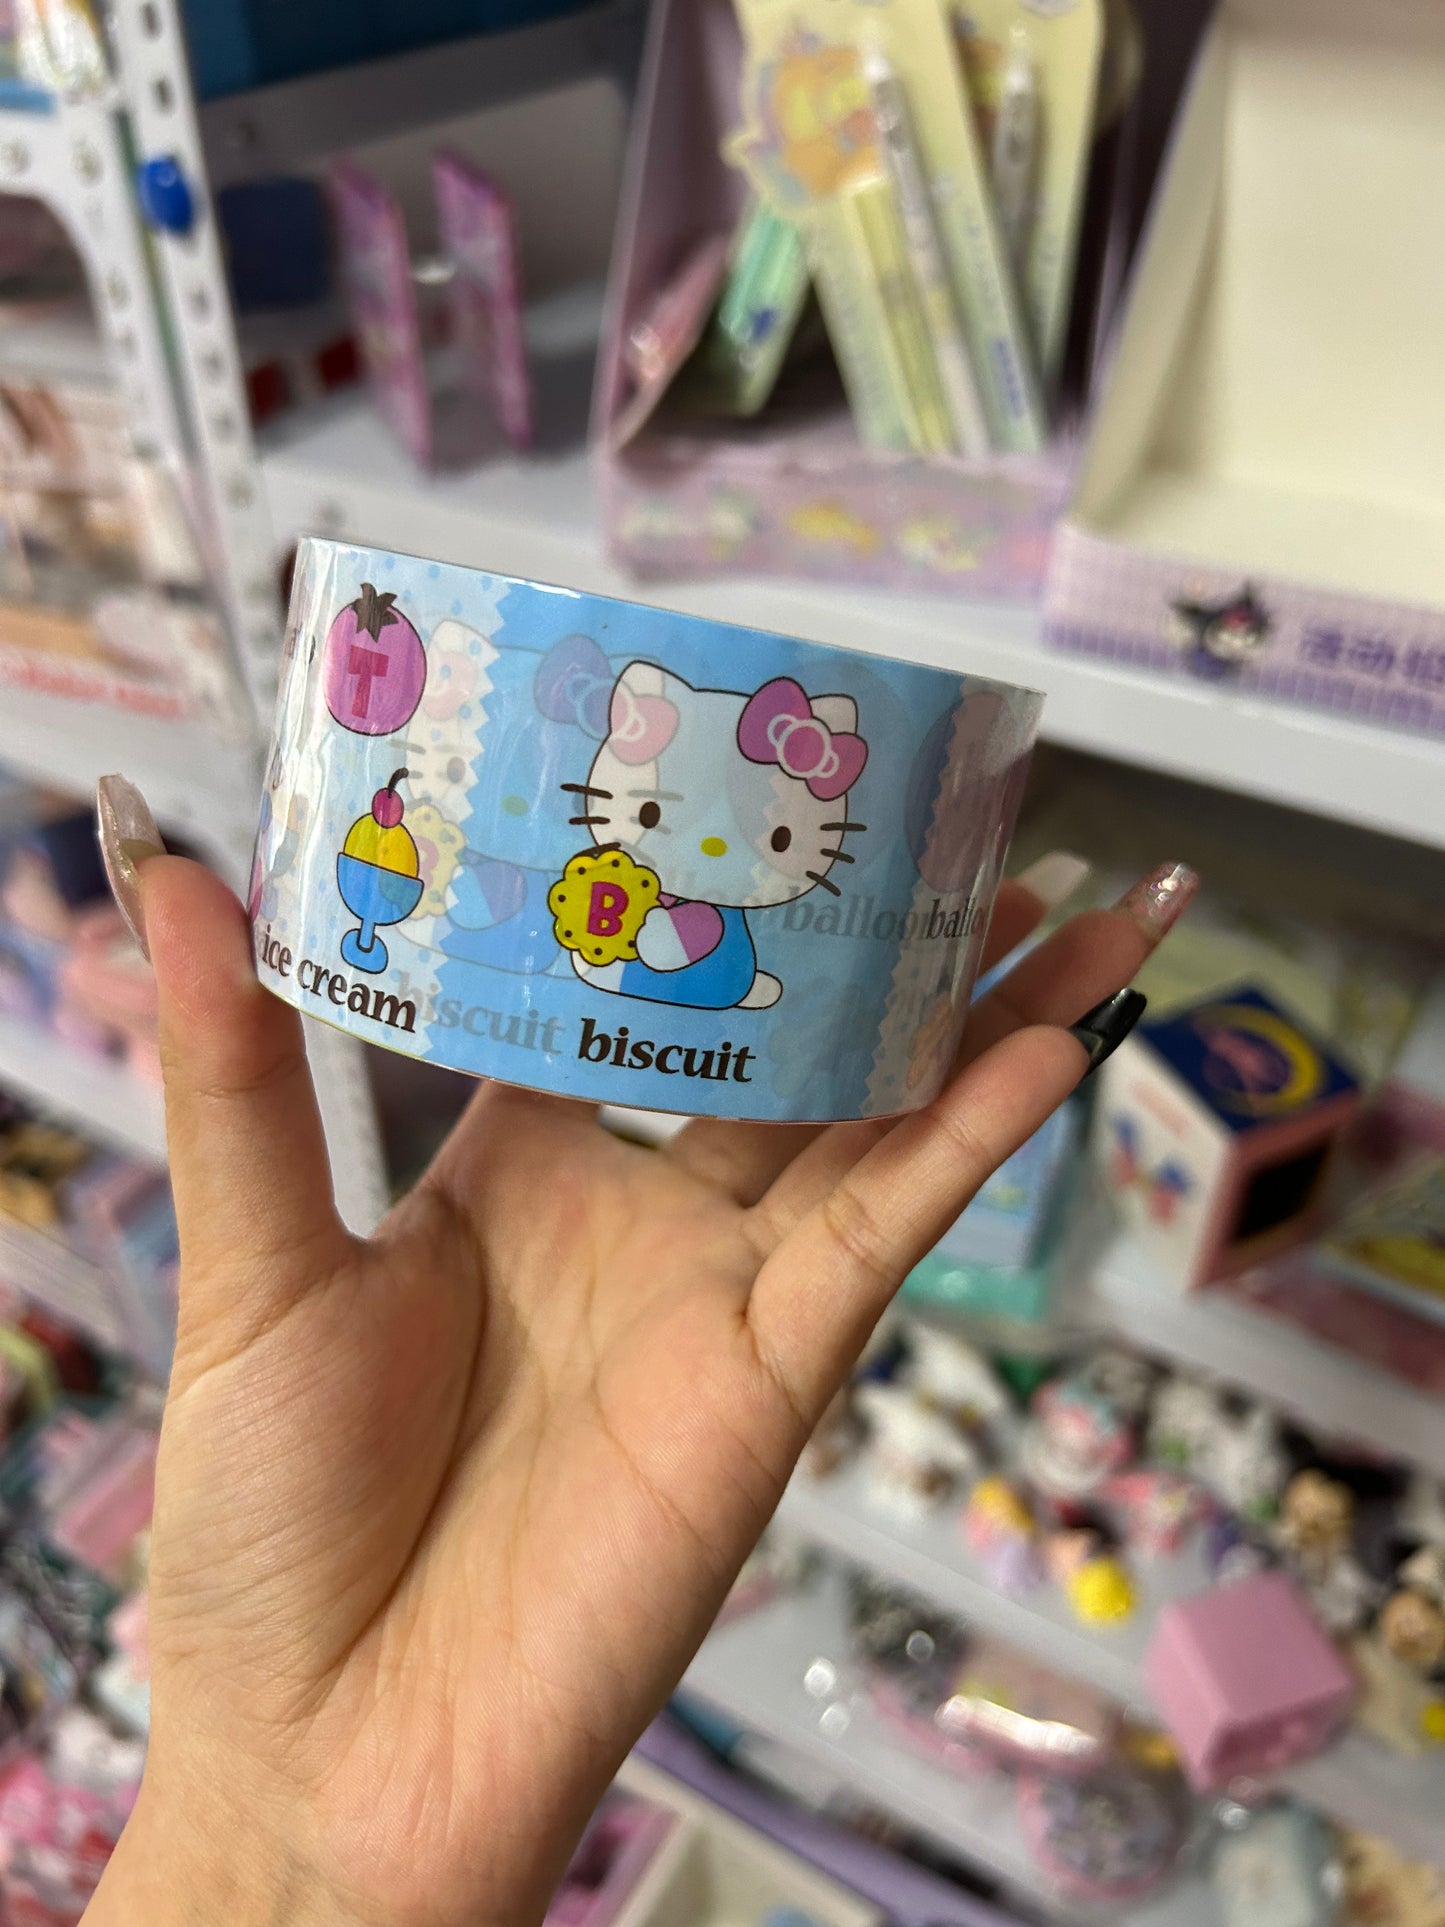 T
B
ice cream
biscuit biscuit
balloon